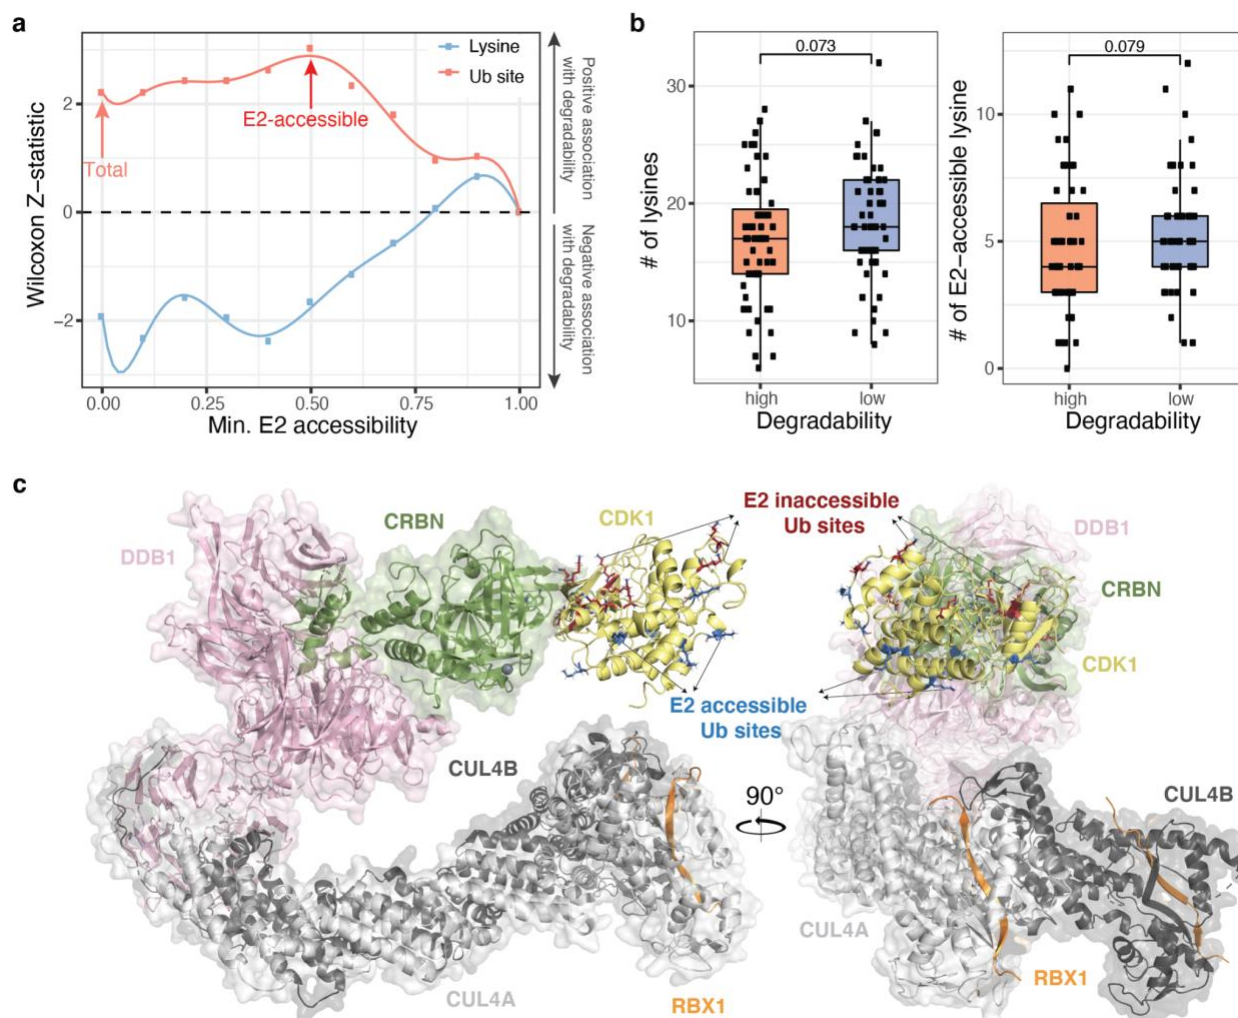 a
Wilcoxon Z−statistic
2
0
−2
0.00
0.25
0.50
0.75
1.00
Min. E2 accessibility
Lysine
Ub site
Total
E2-accessible
Positive association
with degradability
Negative association
with degradability
b
# of lysines
30
20
10
0.073
high
low
Degradability
# of E2-accessible lysine
10
5
0
0.079
high
low
Degradability
c
DDB1
CRBN
CDK1
E2 inaccessible
Ub sites
E2 accessible
Ub sites
CUL4B
CUL4A
RBX1
90°
DDB1
CRBN
CDK1
CUL4B
CUL4A
RBX1